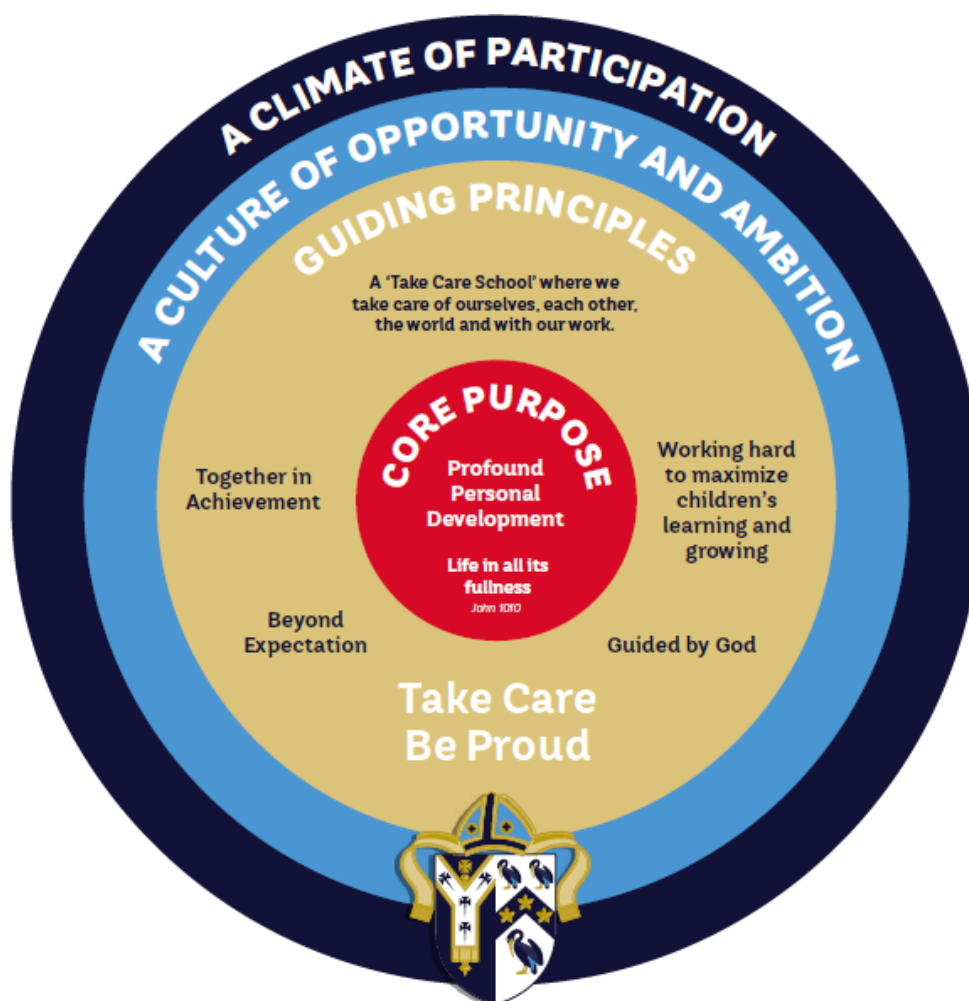 A CLIMATE OF PARTICIPATION
A CULTURE OF OPPORTUNITY AND AMBITION
GUIDING PRINCIPLES
A ‘Take Care School’ where we
take care of ourselves, each other,
the world and with our work.
CORE PURPOSE
Profound
Personal
Development
Life in all its
fullness
John 1010
Together in
Achievement
Working hard
to maximize
children’s
learning and
growing
Beyond
Expectation
Guided by God
Take Care
Be Proud